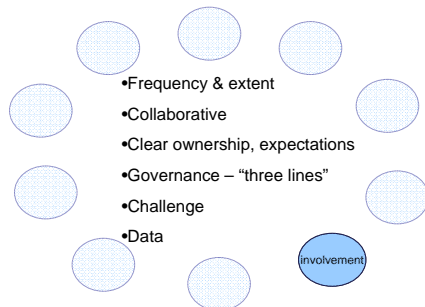 •Frequency & extent
•Collaborative
•Clear ownership, expectations
•Governance – “three lines”
•Challenge
•Data
involvement